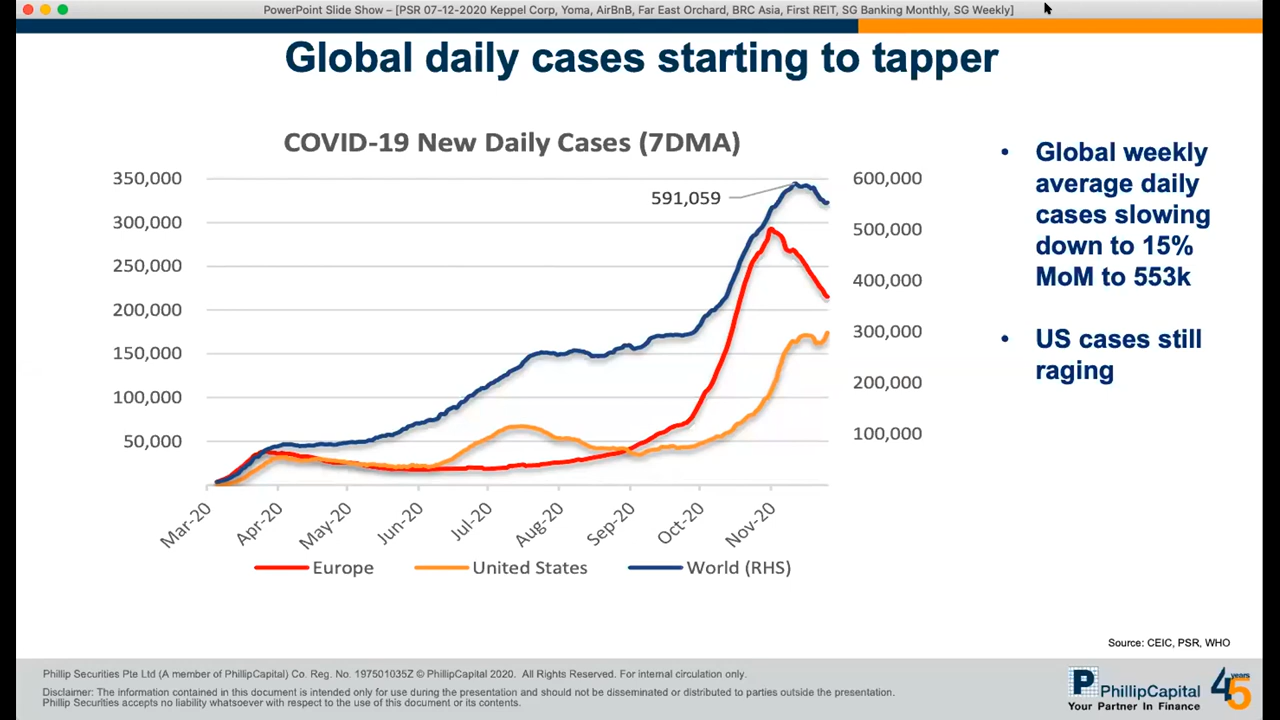 PowerPoint Slide Show – [PSR 07-12-2020 Keppel Corp, Yoma, AirBnB, Far East Orchard, BRC Asia, First REIT, SG Banking Monthly, SG Weekly]
Global daily cases starting to tapper
COVID-19 New Daily Cases (7DMA)
350,000
300,000
250,000
200,000
150,000
100,000
50,000
591,059
600,000
500,000
400,000
300,000
200,000
100,000
Mar-20
Apr-20
May-20
Jun-20
Jul-20
Aug-20
Sep-20
Oct-20
Nov-20
Europe
United States
World (RHS)
• Global weekly
average daily
cases slowing
down to 15%
MoM to 553k
• US cases still
raging
Source: CEIC, PSR, WHO
Phillip Securities Pte Ltd (A member of PhillipCapital) Co. Reg. No. 197501035Z © PhillipCapital 2020. All Rights Reserved. For internal circulation only.
Disclaimer: The information contained in this document is intended only for use during the presentation and should not be disseminated or distributed to parties outside the presentation.
Phillip Securities accepts no liability whatsoever with respect to the use of this document or its contents.
P PhillipCapital
Your Partner In Finance
45 years